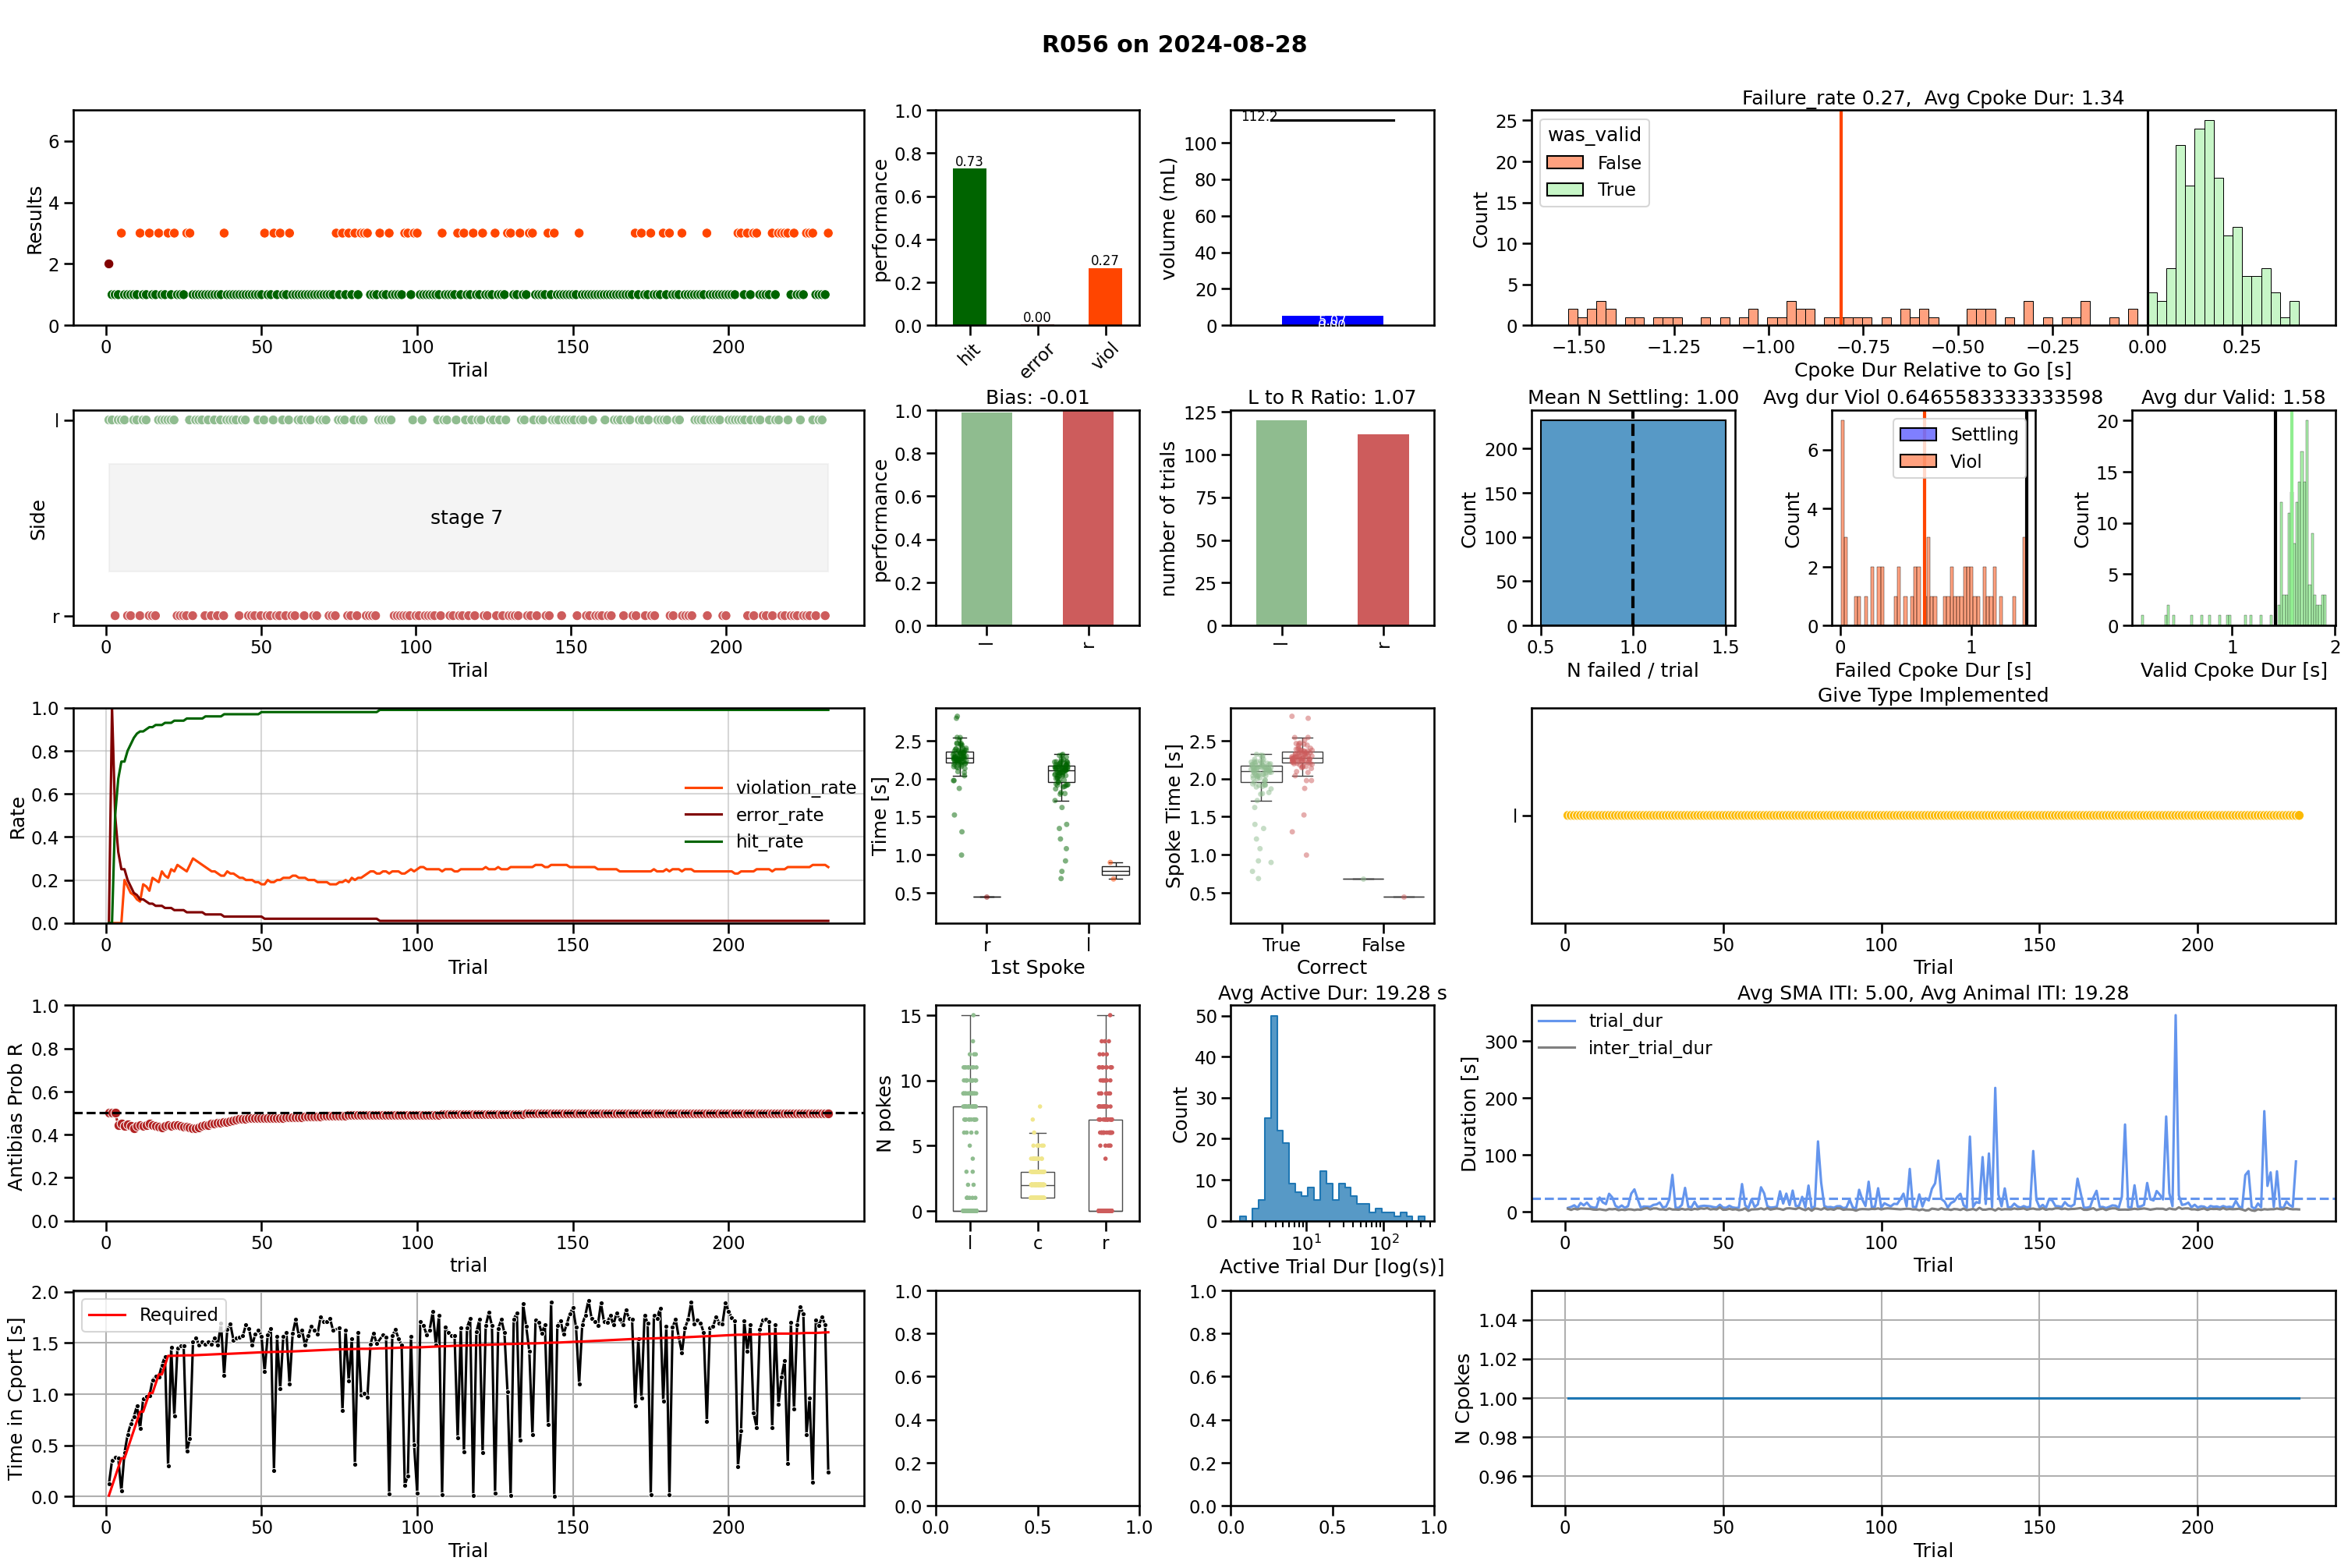 R056 on 2024-08-28
Results
0
2
4
6
0
50
100
150
200
Trial
performance
0.0
0.2
0.4
0.6
0.8
1.0
0.73
0.00
0.27
hit
error
viol
volume (mL)
0
20
40
60
80
100
112.2
Failure_rate 0.27,  Avg Cpoke Dur: 1.34
Count
0
5
10
15
20
25
was_valid
False
True
−1.50
−1.25
−1.00
−0.75
−0.50
−0.25
0.00
0.25
Cpoke Dur Relative to Go [s]
Side
l
r
stage 7
0
50
100
150
200
Trial
Bias: -0.01
performance
0.0
0.2
0.4
0.6
0.8
1.0
l
r
L to R Ratio: 1.07
number of trials
0
25
50
75
100
125
l
r
Mean N Settling: 1.00
Count
0
50
100
150
200
0.5
1.0
1.5
N failed / trial
Avg dur Viol 0.6465583333333598
Count
0
2
4
6
Settling
Viol
0
1
Failed Cpoke Dur [s]
Avg dur Valid: 1.58
Count
0
5
10
15
20
1
2
Valid Cpoke Dur [s]
Rate
0.0
0.2
0.4
0.6
0.8
1.0
violation_rate
error_rate
hit_rate
0
50
100
150
200
Trial
Time [s]
0.5
1.0
1.5
2.0
2.5
r
l
1st Spoke
Spoke Time [s]
0.5
1.0
1.5
2.0
2.5
True
False
Correct
Give Type Implemented
l
0
50
100
150
200
Trial
Antibias Prob R
0.0
0.2
0.4
0.6
0.8
1.0
0
50
100
150
200
trial
N pokes
0
5
10
15
l
c
r
Avg Active Dur: 19.28 s
Count
0
10
20
30
40
50
10¹
10²
Active Trial Dur [log(s)]
Avg SMA ITI: 5.00, Avg Animal ITI: 19.28
Duration [s]
0
100
200
300
trial_dur
inter_trial_dur
0
50
100
150
200
Trial
Time in Cport [s]
0.0
0.5
1.0
1.5
2.0
Required
0
50
100
150
200
Trial
0.0
0.2
0.4
0.6
0.8
1.0
0.0
0.5
1.0
0.0
0.2
0.4
0.6
0.8
1.0
0.0
0.5
1.0
N Cpokes
0.96
0.98
1.00
1.02
1.04
0
50
100
150
200
Trial